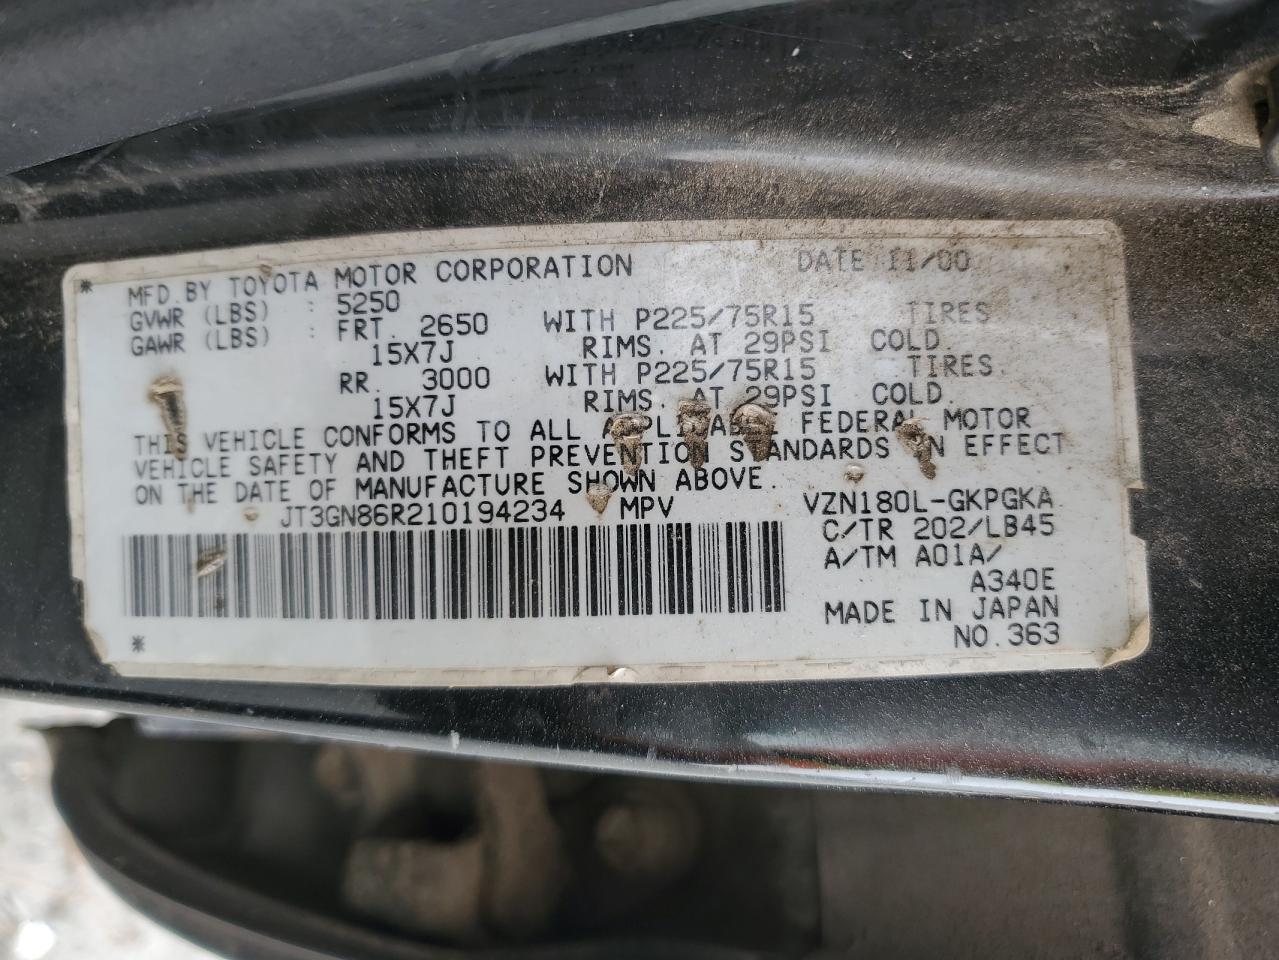 * MFD.BY TOYOTA MOTOR CORPORATION DATE 11/00
GVWR (LBS) : 5250
GAWR (LBS) : FRT. 2650 WITH P225/75R15 TIRES
15X7J RIMS. AT 29PSI COLD.
RR. 3000 WITH P225/75R15 TIRES.
15X7J RIMS. AT 29PSI COLD.
THIS VEHICLE CONFORMS TO ALL APPLICABLE FEDERAL MOTOR
VEHICLE SAFETY AND THEFT PREVENTION STANDARDS IN EFFECT
ON THE DATE OF MANUFACTURE SHOWN ABOVE.
JT3GN86R210194234 MPV VZN180L-GKPGKA
C/TR 202/LB45
A/TM A01A/
A340E
MADE IN JAPAN
* NO.363